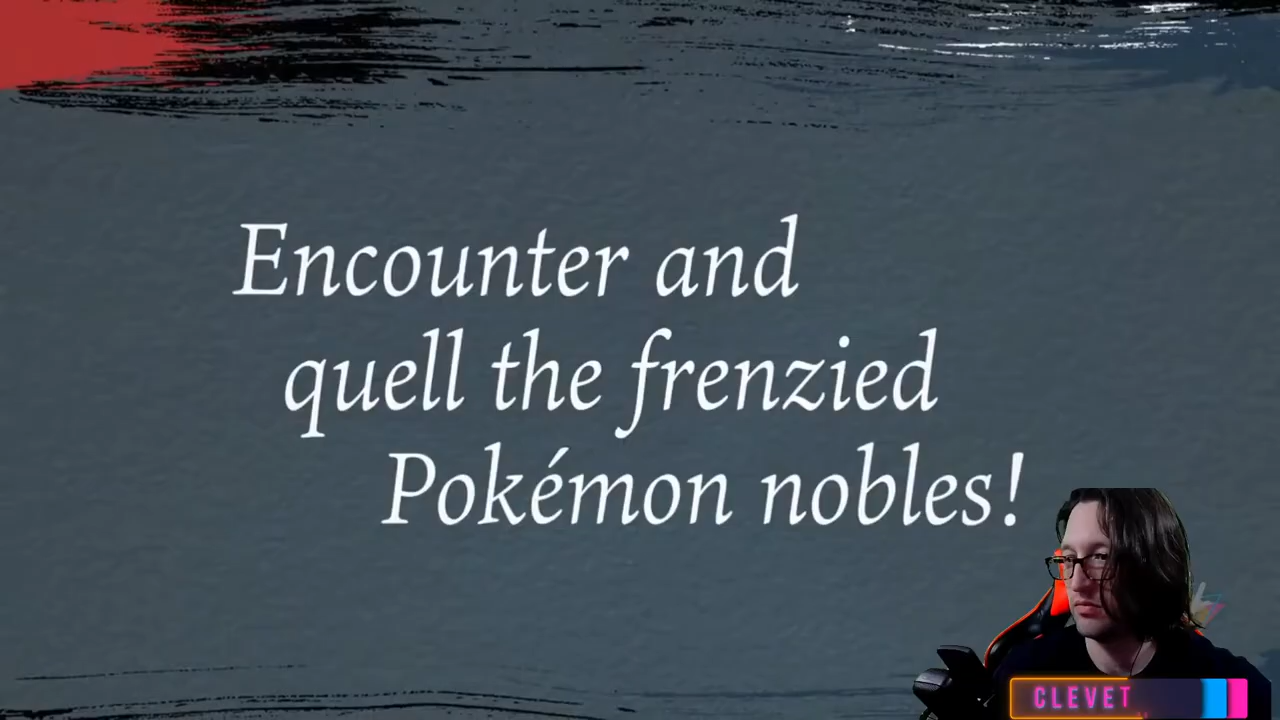 Encounter and
quell the frenzied
Pokémon nobles!
CLEVET